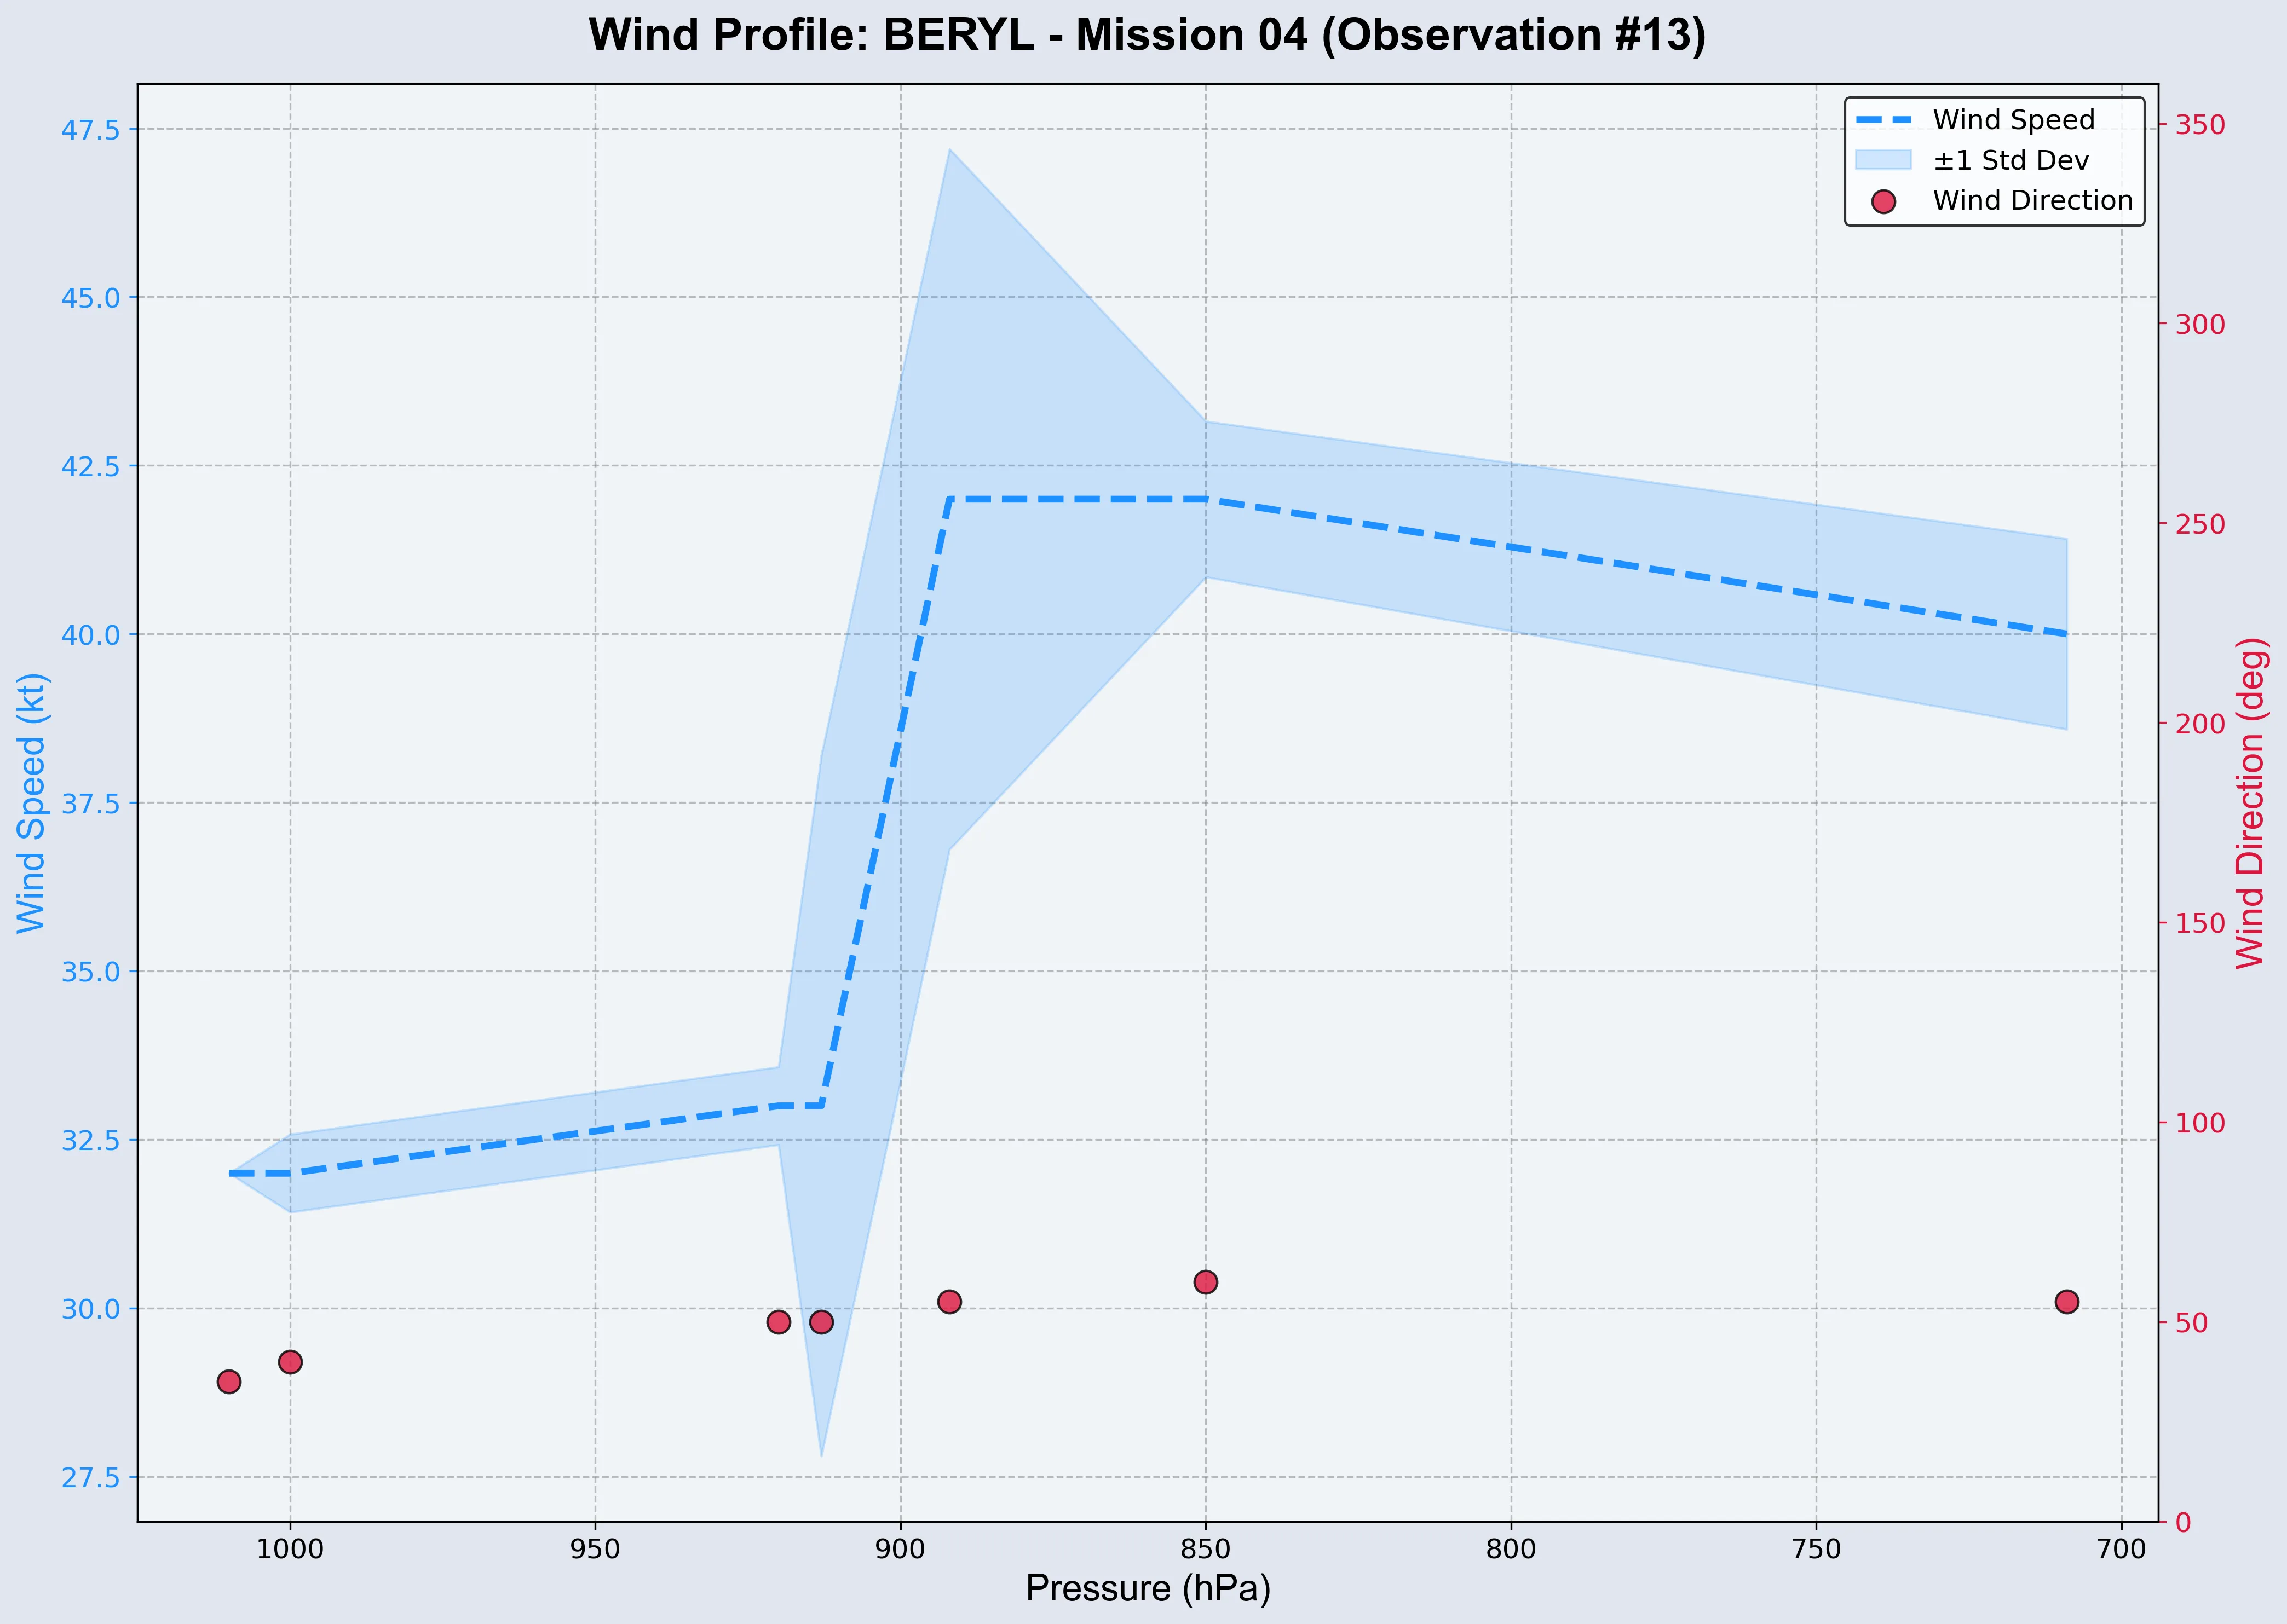 Wind Profile: BERYL - Mission 04 (Observation #13)
Wind Speed
±1 Std Dev
Wind Direction
Wind Speed (kt)
47.5
45.0
42.5
40.0
37.5
35.0
32.5
30.0
27.5
350
300
250
200
150
100
50
0
Wind Direction (deg)
1000 950 900 850 800 750 700
Pressure (hPa)